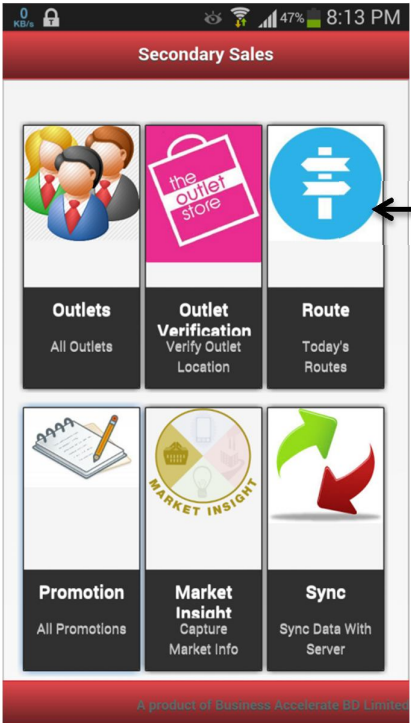 0
KB/s
47%
8:13 PM
Secondary Sales
the
outlet
store
Outlets
All Outlets
Outlet
Verification
Verify Outlet
Location
Route
Today's
Routes
MARKET INSIGHT
Promotion
All Promotions
Market
Insight
Capture
Market Info
Sync
Sync Data With
Server
A product of Business Accelerate BD Limited